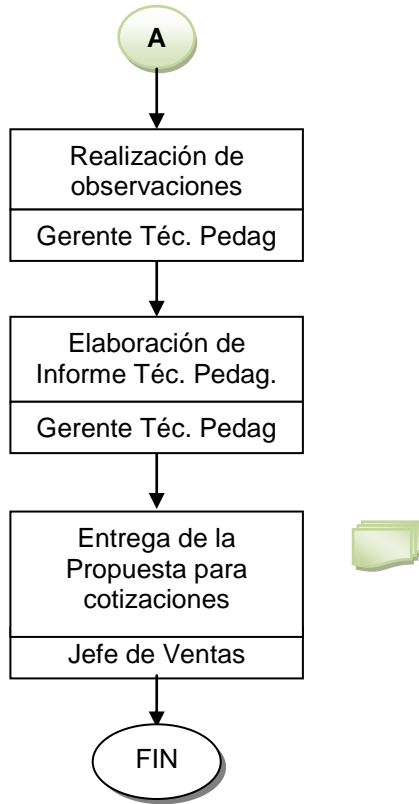 A
Realización de
observaciones
Gerente Téc. Pedag
Elaboración de
Informe Téc. Pedag.
Gerente Téc. Pedag
Entrega de la
Propuesta para
cotizaciones
Jefe de Ventas
FIN